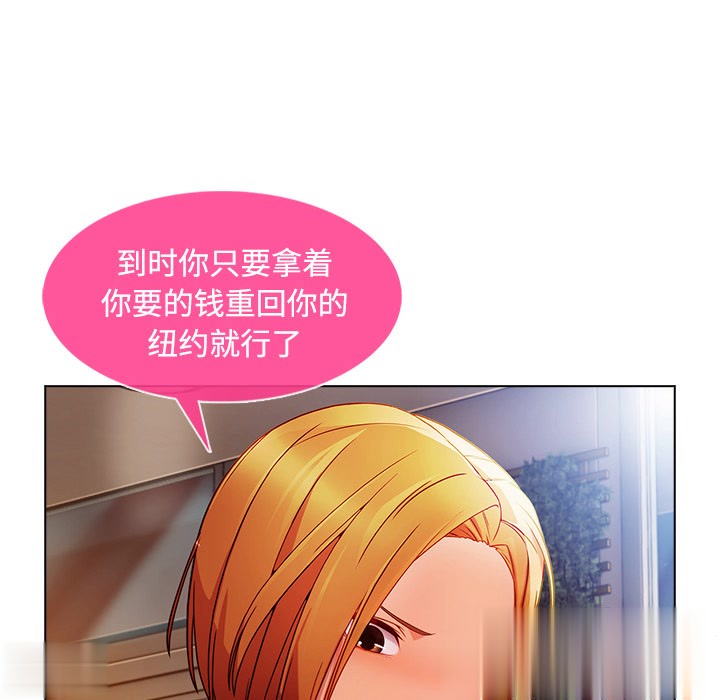 到时你只要拿着
你要的钱重回你的
纽约就行了